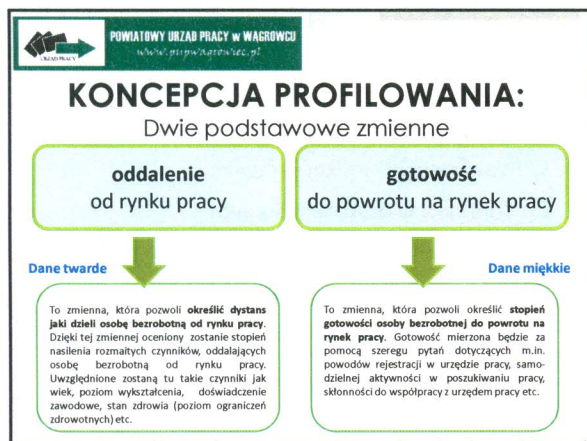 URZĄD PRACY
POWIATOWY URZĄD PRACY w WĄGROWCU
www.pupwagrowiec.pl
KONCEPCJA PROFILOWANIA:
Dwie podstawowe zmienne
oddalenie
od rynku pracy
gotowość
do powrotu na rynek pracy
Dane twarde
Dane miękkie
To zmienna, która pozwoli określić dystans
jaki dzieli osobę bezrobotną od rynku pracy.
Dzięki tej zmiennej oceniony zostanie stopień
nasilenia rozmaitych czynników, oddalających
osobę bezrobotną od rynku pracy.
Uwzględnione zostaną tu takie czynniki jak
wiek, poziom wykształcenia, doświadczenie
zawodowe, stan zdrowia (poziom ograniczeń
zdrowotnych) etc.
To zmienna, która pozwoli określić stopień
gotowości osoby bezrobotnej do powrotu na
rynek pracy. Gotowość mierzona będzie za
pomocą szeregu pytań dotyczących m.in.
powodów rejestracji w urzędzie pracy, samo-
dzielnej aktywności w poszukiwaniu pracy,
skłonności do współpracy z urzędem pracy etc.